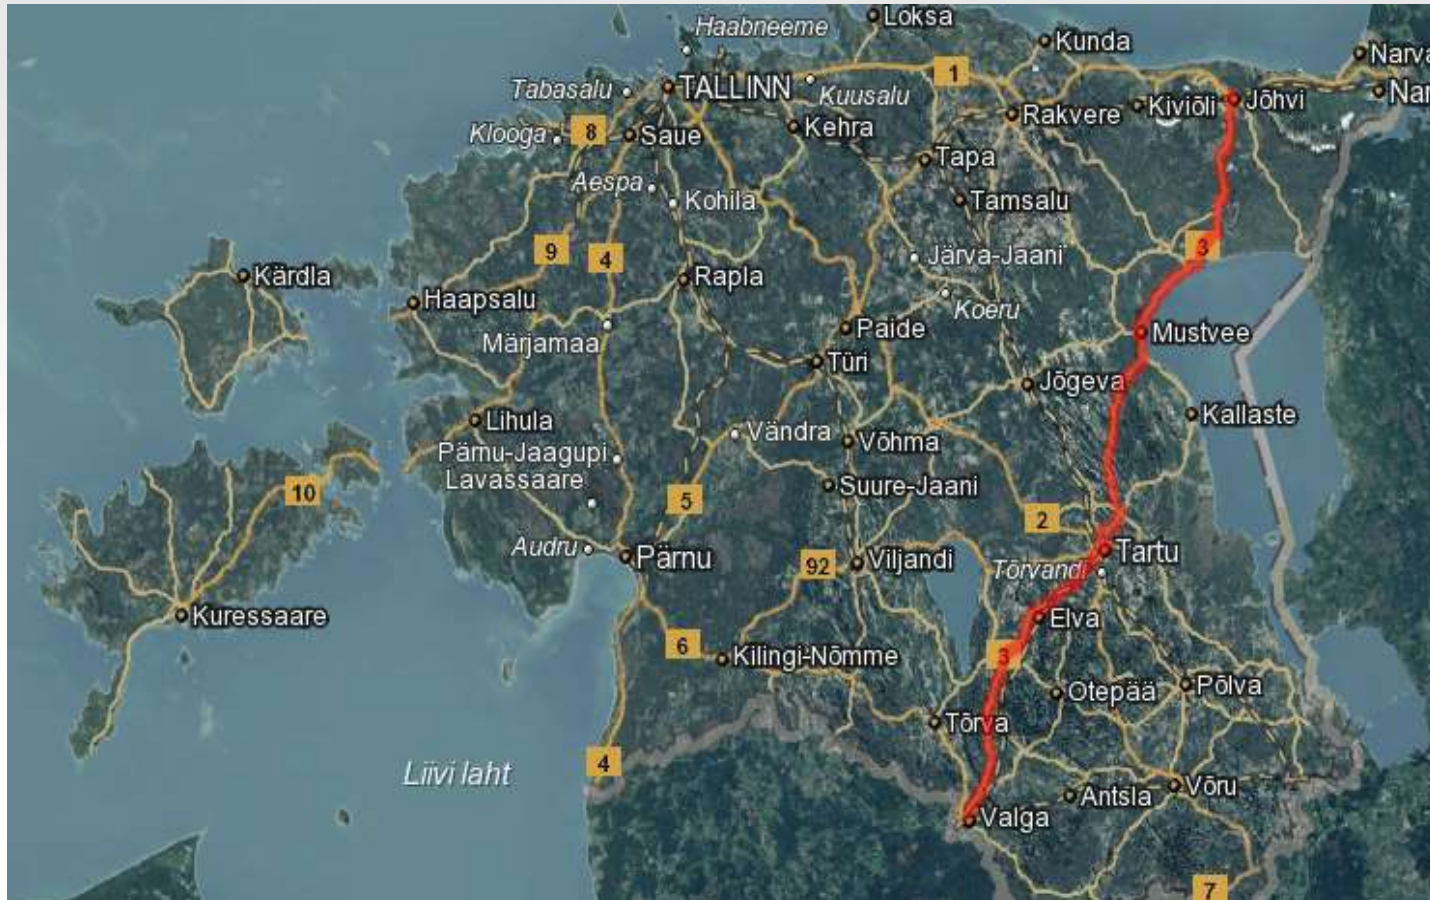 Haabneeme
Loksa
Kunda
Narva
1
Tabasalu
TALLINN
Kuusalu
Kiviõli
Jõhvi
Nar
Klooga
8
Saue
Kehra
Rakvere
Tapa
Aespa
Kohila
Tamsalu
9
4
3
Kärdla
Haapsalu
Rapla
Järva-Jaani
Koeru
Märjamaa
Paide
Mustvee
Türi
Jõgeva
Lihula
Kallaste
Vändra
Võhma
Pärnu-Jaagupi
Lavassaare
Suure-Jaani
10
5
2
Audru
Pärnu
92
Viljandi
Tartu
Tõrvandi
Kuressaare
Elva
6
Kilingi-Nõmme
3
Otepää
Põlva
Tõrva
Liivi laht
4
Antsla
Võru
Valga
7